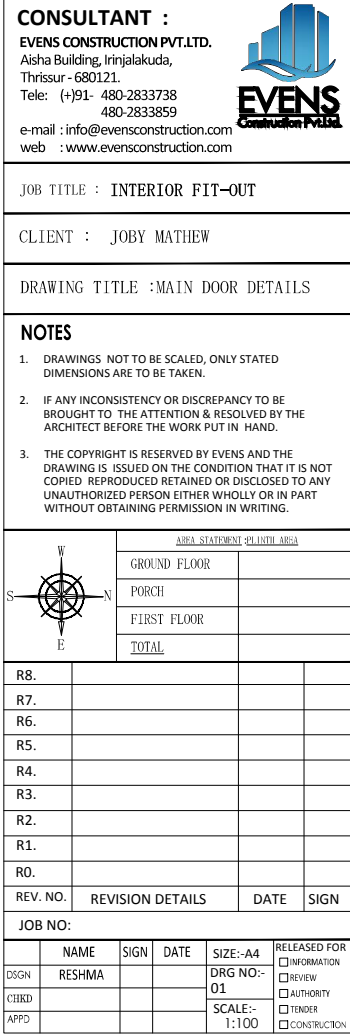 CONSULTANT :
EVENS CONSTRUCTION PVT.LTD.
Aisha Building, Irinjalakuda,
Thrissur - 680121.
Tele: (+)91- 480-2833738
480-2833859
e-mail : info@evensconstruction.com
web : www.evensconstruction.com
EVENS
Construction Pvt.Ltd.
JOB TITLE : INTERIOR FIT-OUT
CLIENT : JOBY MATHEW
DRAWING TITLE :MAIN DOOR DETAILS
NOTES
1. DRAWINGS NOT TO BE SCALED, ONLY STATED
DIMENSIONS ARE TO BE TAKEN.
2. IF ANY INCONSISTENCY OR DISCREPANCY TO BE
BROUGHT TO THE ATTENTION & RESOLVED BY THE
ARCHITECT BEFORE THE WORK PUT IN HAND.
3. THE COPYRIGHT IS RESERVED BY EVENS AND THE
DRAWING IS ISSUED ON THE CONDITION THAT IT IS NOT
COPIED REPRODUCED RETAINED OR DISCLOSED TO ANY
UNAUTHORIZED PERSON EITHER WHOLLY OR IN PART
WITHOUT OBTAINING PERMISSION IN WRITING.
W
S N
E
AREA STATEMENT :PLINTH AREA
GROUND FLOOR
PORCH
FIRST FLOOR
TOTAL
R8.
R7.
R6.
R5.
R4.
R3.
R2.
R1.
R0.
REV. NO. REVISION DETAILS DATE SIGN
JOB NO:
NAME SIGN DATE
DSGN RESHMA
CHKD
APPD
SIZE:-A4
DRG NO:-
01
SCALE:-
1:100
RELEASED FOR
INFORMATION
REVIEW
AUTHORITY
TENDER
CONSTRUCTION